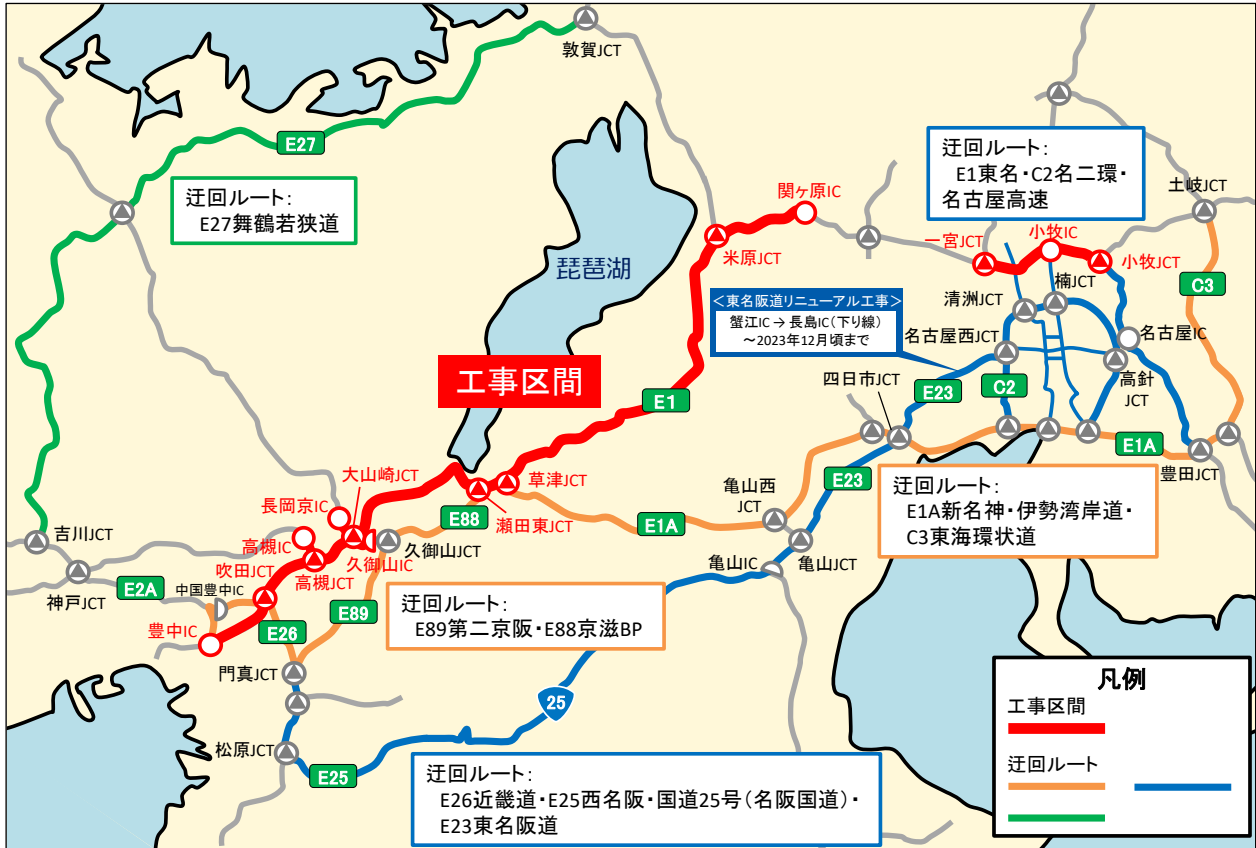 敦賀JCT
E27
迂回ルート:
E27舞鶴若狭道
琵琶湖
関ヶ原IC
米原JCT
迂回ルート:
E1東名・C2名二環・
名古屋高速
土岐JCT
一宮JCT
小牧IC
小牧JCT
楠JCT
清洲JCT
C3
<東名阪道リニューアル工事>
蟹江IC→長島IC(下り線)
～2023年12月頃まで
名古屋西JCT
名古屋IC
高針
JCT
工事区間
E1
四日市JCT
E23
C2
E1A
豊田JCT
大山崎JCT
草津JCT
長岡京IC
瀬田東JCT
E88
E1A
亀山西
JCT
E23
迂回ルート:
E1A新名神・伊勢湾岸道・
C3東海環状道
吉川JCT
高槻IC
久御山JCT
久御山IC
高槻JCT
吹田JCT
亀山IC
亀山JCT
神戸JCT
E2A
中国豊中IC
豊中IC
E26
E89
迂回ルート:
E89第二京阪・E88京滋BP
門真JCT
25
松原JCT
E25
迂回ルート:
E26近畿道・E25西名阪・国道25号(名阪国道)・
E23東名阪道
凡例
工事区間
迂回ルート